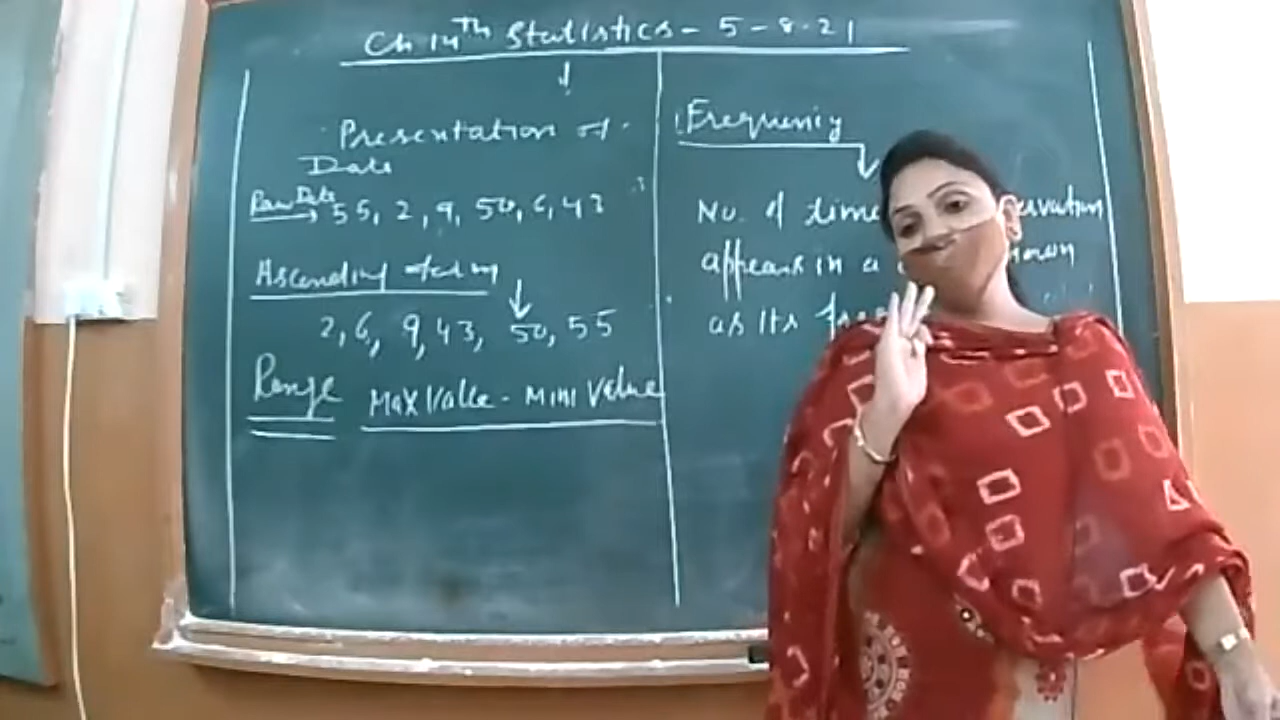 Ch 14Th Statistics - 5-8-21
Presentation of
Data
Raw Data → 55, 2, 9, 50, 6, 43
Ascending
2, 6, 9, 43, 50, 55
Range Max Value - Mini Value
Frequency
No. of time
appears in a
as its